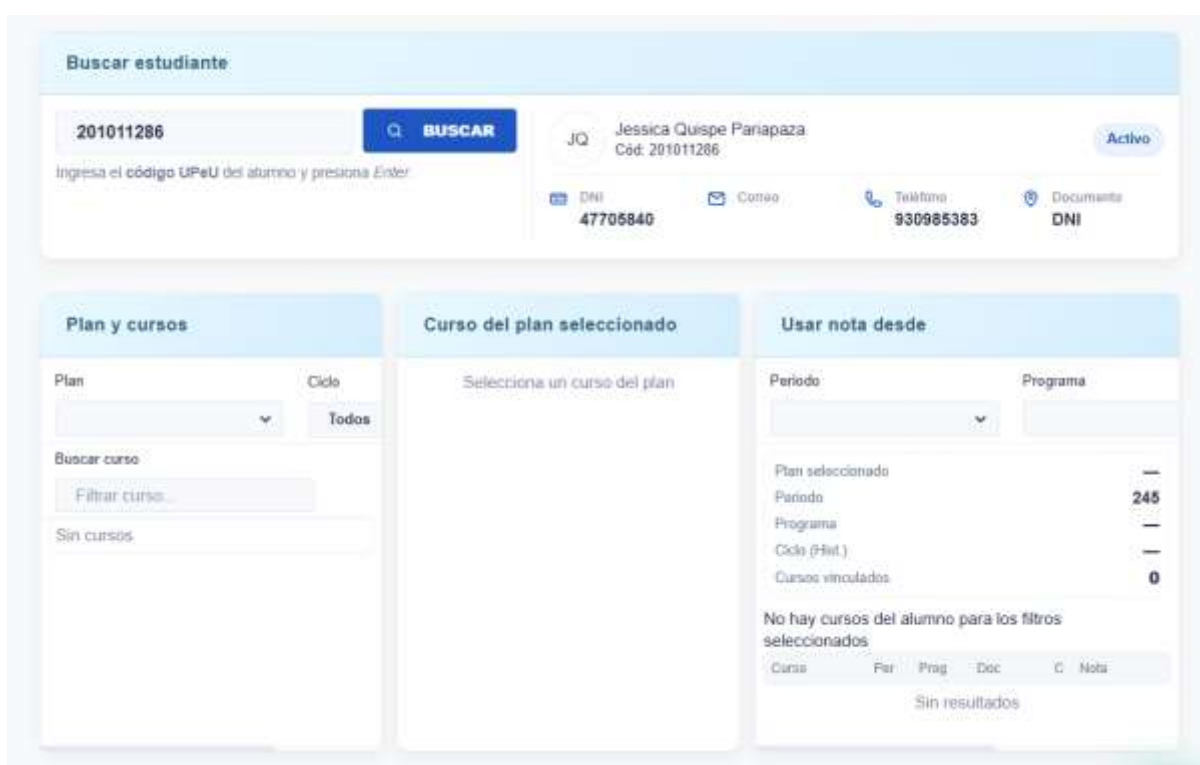 Buscar estudiante
201011286
BUSCAR
Ingresa el código UPeU del alumno y presiona Enter.
JQ
Jessica Quispe Pariapaza
Cód: 201011286
Activo
DNI
47705840
Correo
Teléfono
930985383
Documento
DNI
Plan y cursos
Plan
Ciclo
Todos
Buscar curso
Filtrar curso...
Sin cursos
Curso del plan seleccionado
Selecciona un curso del plan
Usar nota desde
Periodo
Programa
Plan seleccionado —
Periodo 245
Programa —
Ciclo (Hist.) —
Cursos vinculados 0
No hay cursos del alumno para los filtros
seleccionados
Curso Per Prog Doc C Nota
Sin resultados